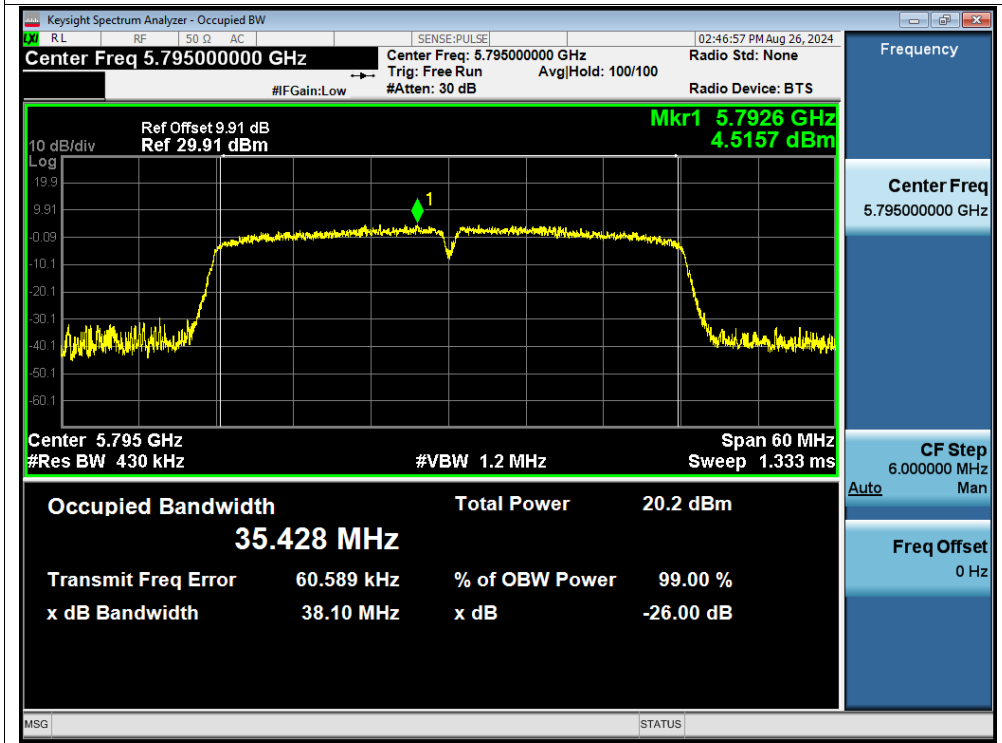 Keysight Spectrum Analyzer - Occupied BW
LXI RL RF 50 Ω AC SENSE:PULSE 02:46:57 PM Aug 26, 2024
Center Freq 5.795000000 GHz
Center Freq: 5.795000000 GHz Radio Std: None
Trig: Free Run Avg|Hold: 100/100
#IFGain:Low #Atten: 30 dB Radio Device: BTS
Mkr1 5.7926 GHz
4.5157 dBm
Ref Offset 9.91 dB
10 dB/div Ref 29.91 dBm
Log
19.9
9.91
-0.09
-10.1
-20.1
-30.1
-40.1
-50.1
-60.1
1
Center 5.795 GHz Span 60 MHz
#Res BW 430 kHz #VBW 1.2 MHz Sweep 1.333 ms
Occupied Bandwidth Total Power 20.2 dBm
35.428 MHz
Transmit Freq Error 60.589 kHz % of OBW Power 99.00 %
x dB Bandwidth 38.10 MHz x dB -26.00 dB
MSG STATUS
Frequency
Center Freq
5.795000000 GHz
CF Step
6.000000 MHz
Auto Man
Freq Offset
0 Hz